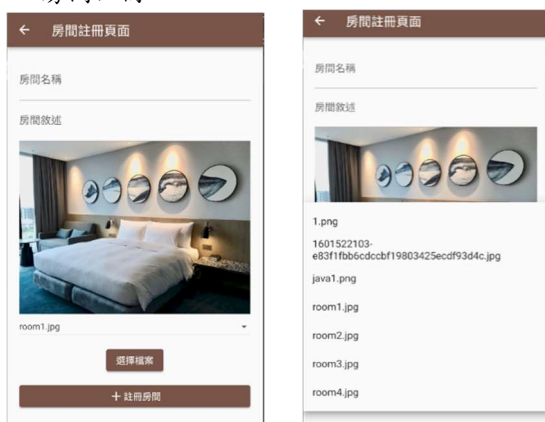 ← 房間註冊頁面
房間名稱
房間敘述
room1.jpg
選擇檔案
+ 註冊房間
← 房間註冊頁面
房間名稱
房間敘述
1.png
1601522103-
e83f1fbb6cdccbf19803425ecdf93d4c.jpg
java1.png
room1.jpg
room2.jpg
room3.jpg
room4.jpg